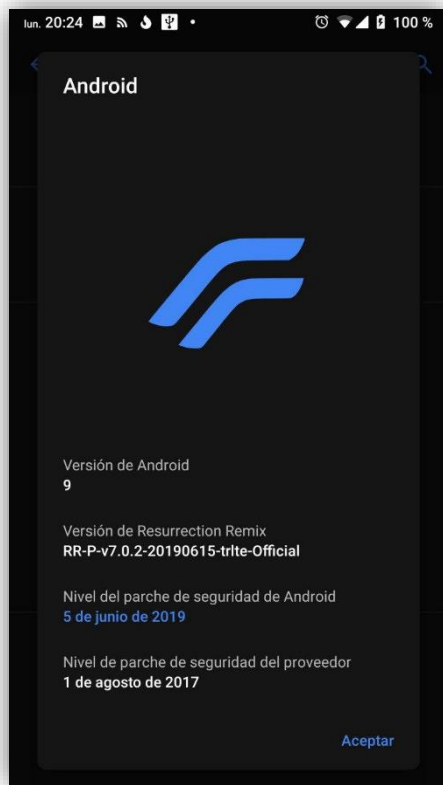 lun. 20:24 100 %
Android
Versión de Android
9
Versión de Resurrection Remix
RR-P-v7.0.2-20190615-trlte-Official
Nivel del parche de seguridad de Android
5 de junio de 2019
Nivel de parche de seguridad del proveedor
1 de agosto de 2017
Aceptar